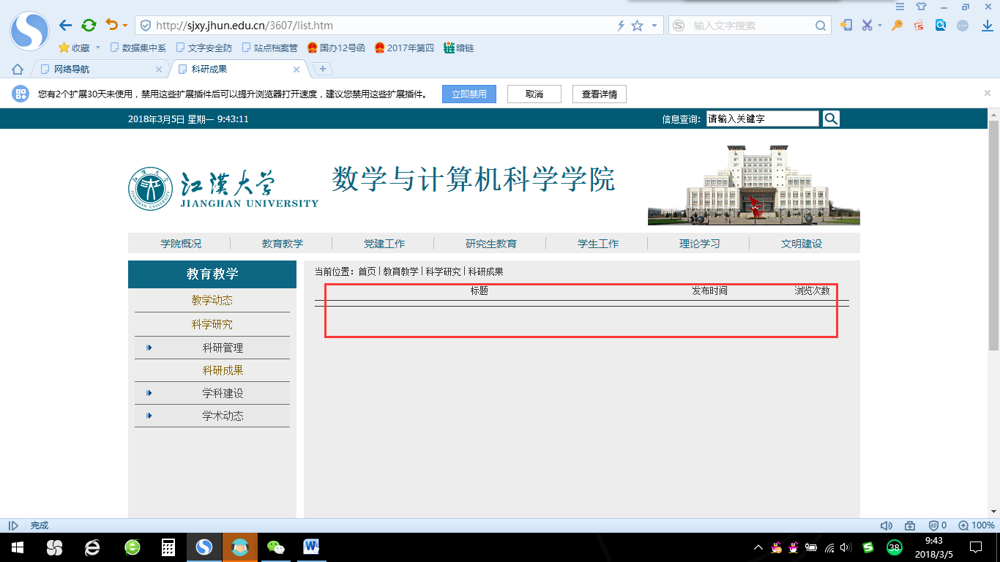 http://sjxy.jhun.edu.cn/3607/list.htm
输入文字搜索
收藏 数据集中系 文字安全防 站点档案管 国办12号函 2017年第四 暗链
网络导航 科研成果
您有2个扩展30天未使用，禁用这些扩展插件后可以提升浏览器打开速度，建议您禁用这些扩展插件。 立即禁用 取消 查看详情
2018年3月5日 星期一 9:43:11 信息查询: 请输入关键字
江漢大学
JIANGHAN UNIVERSITY
数学与计算机科学学院
学院概况 教育教学 党建工作 研究生教育 学生工作 理论学习 文明建设
教育教学
教学动态
科学研究
科研管理
科研成果
学科建设
学术动态
当前位置: 首页 | 教育教学 | 科学研究 | 科研成果
标题 发布时间 浏览次数
完成 0 100%
38
9:43
2018/3/5